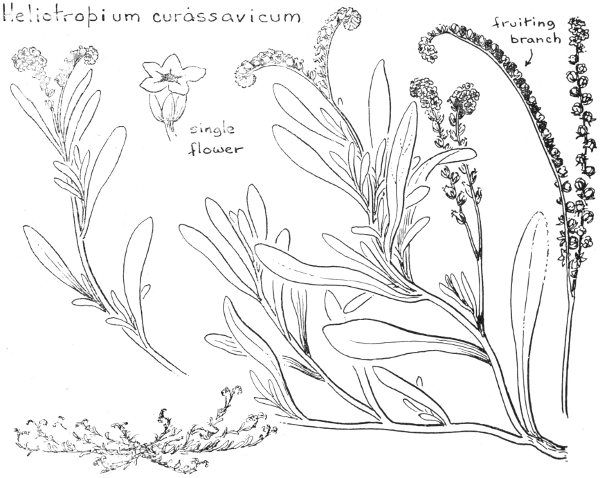 Heliotropium curassavicum
fruiting
branch
single
flower